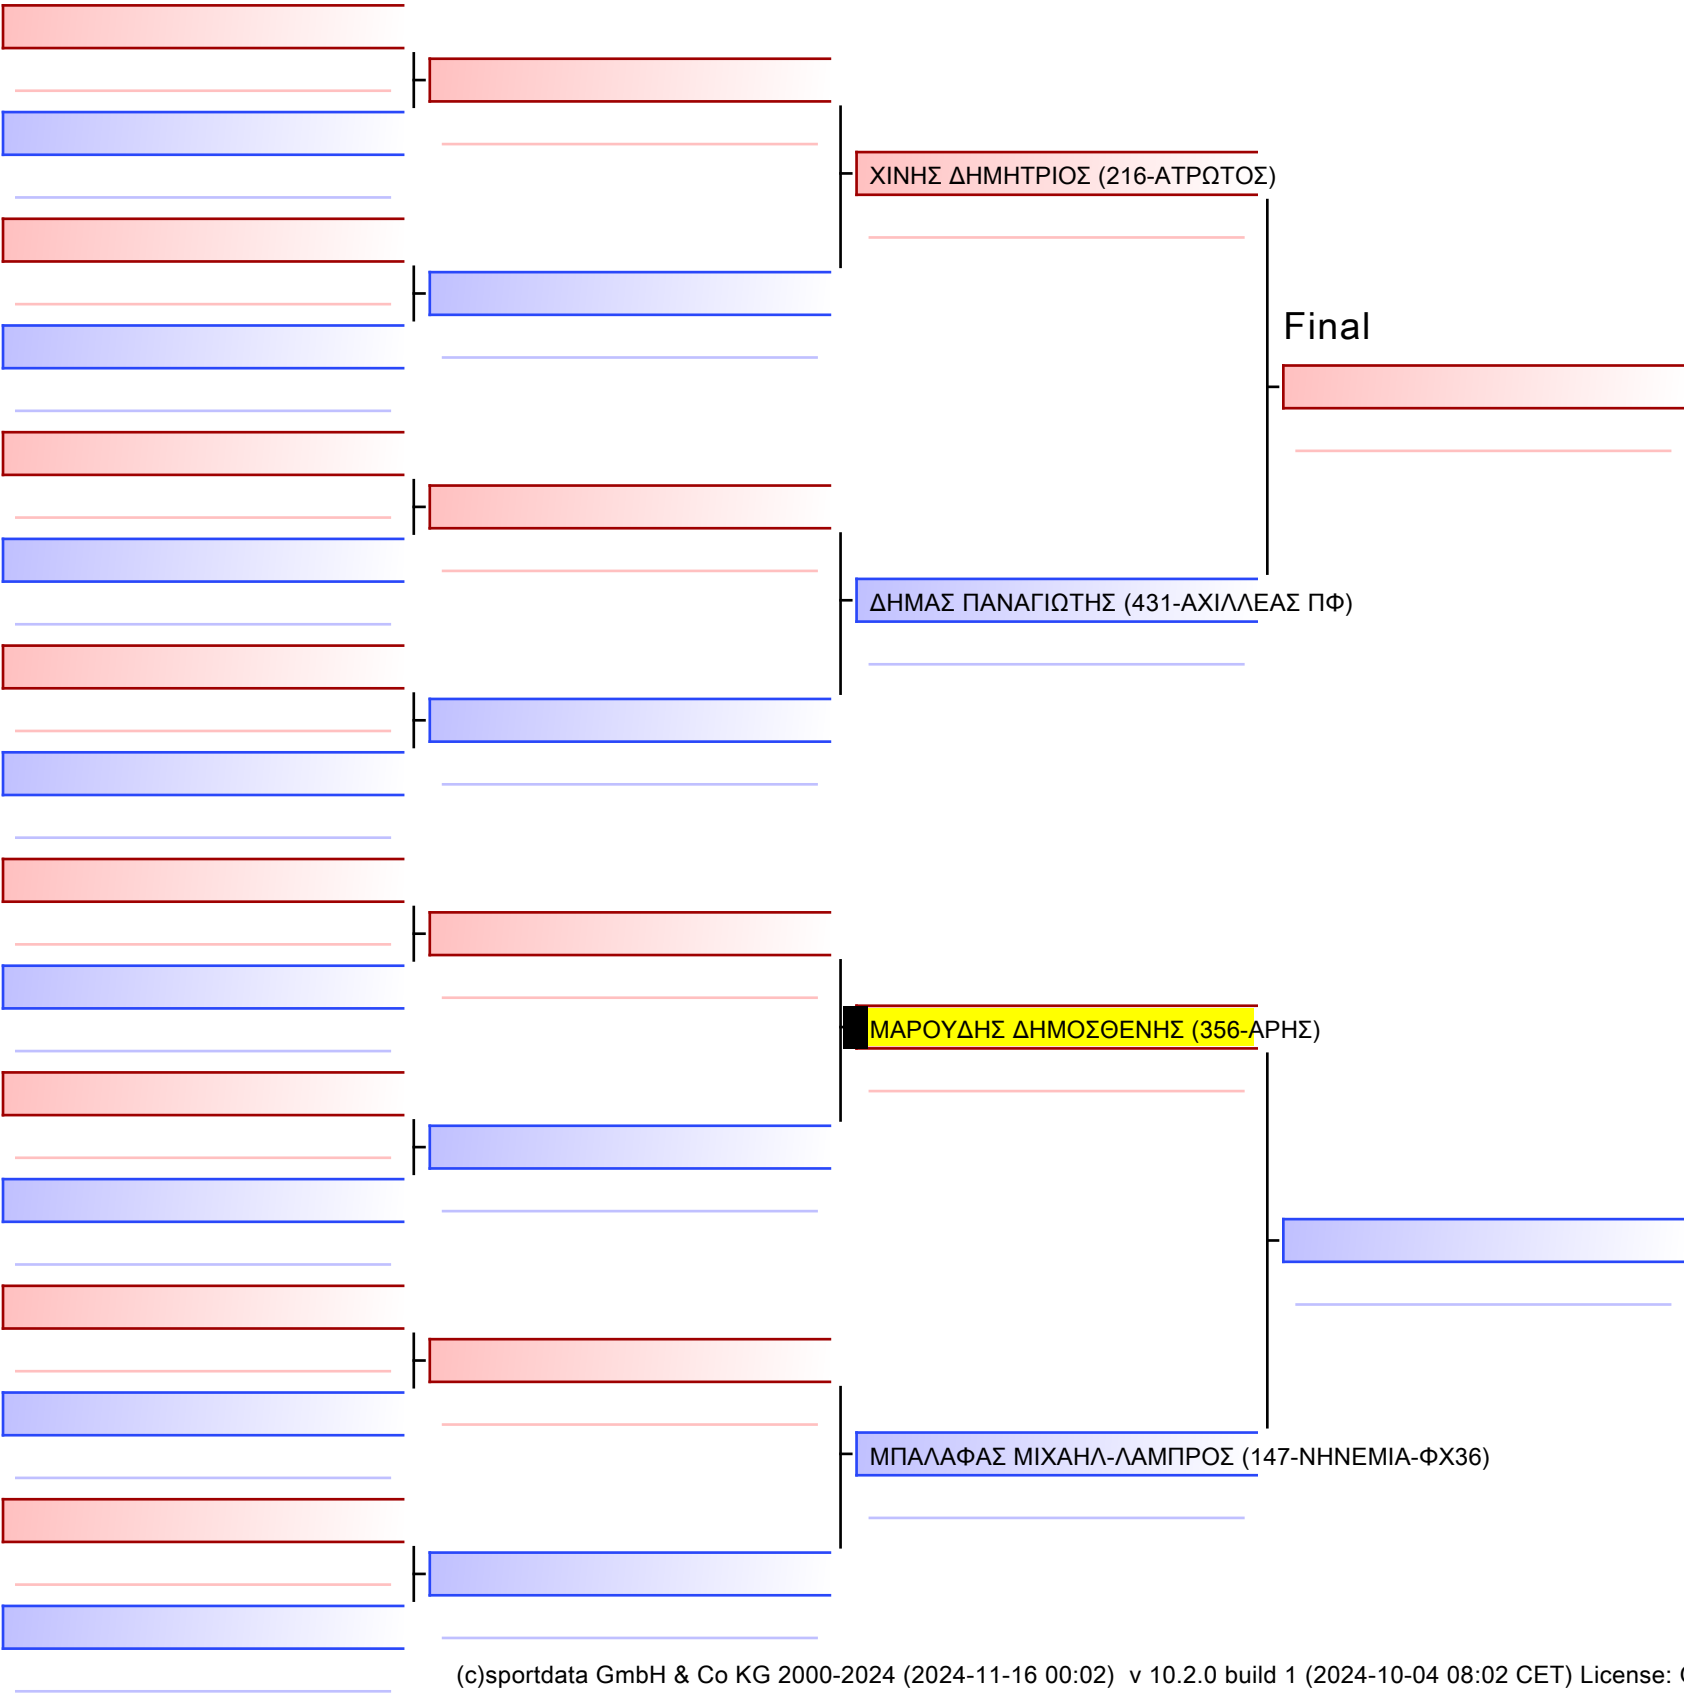 ΧΙΝΗΣ ΔΗΜΗΤΡΙΟΣ (216-ΑΤΡΩΤΟΣ)
Final
ΔΗΜΑΣ ΠΑΝΑΓΙΩΤΗΣ (431-ΑΧΙΛΛΕΑΣ ΠΦ)
ΜΑΡΟΥΔΗΣ ΔΗΜΟΣΘΕΝΗΣ (356-ΑΡΗΣ)
ΜΠΑΛΑΦΑΣ ΜΙΧΑΗΛ-ΛΑΜΠΡΟΣ (147-ΝΗΝΕΜΙΑ-ΦΧ36)
(c)sportdata GmbH & Co KG 2000-2024 (2024-11-16 00:02) v 10.2.0 build 1 (2024-10-04 08:02 CET) License: